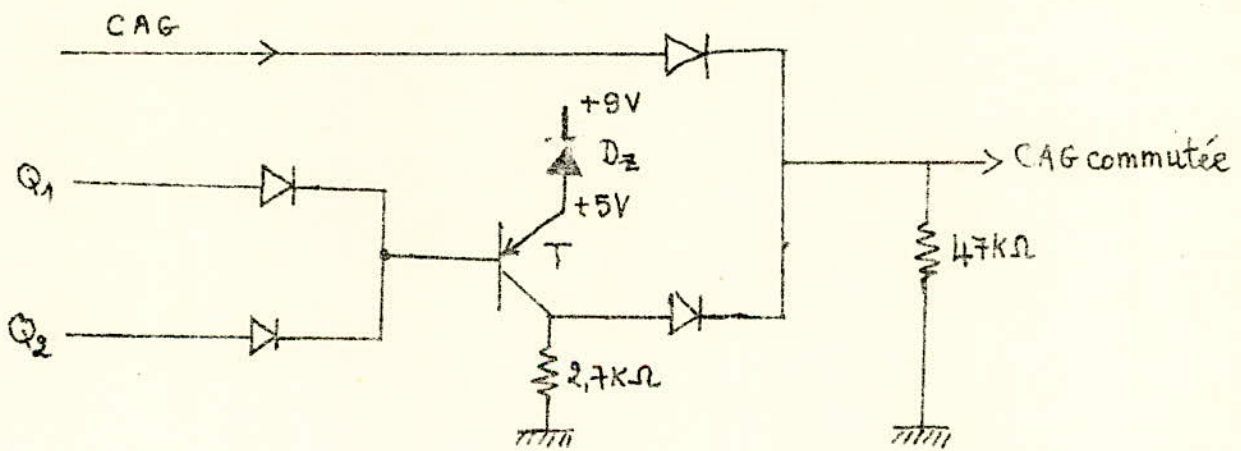 CAG
+9V
Dz
+5V
Q1
T
CAG commutée
47KΩ
Q2
2,7KΩ